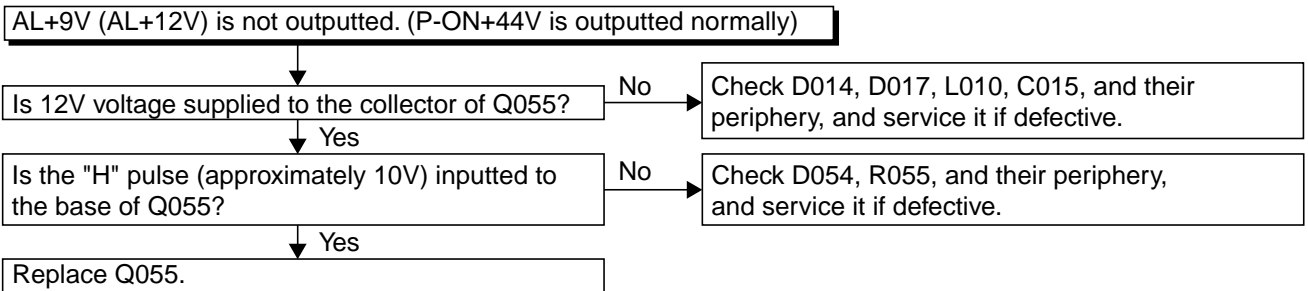 AL+9V (AL+12V) is not outputted. (P-ON+44V is outputted normally)
Is 12V voltage supplied to the collector of Q055?
No
Check D014, D017, L010, C015, and their
periphery, and service it if defective.
Yes
Is the "H" pulse (approximately 10V) inputted to
the base of Q055?
No
Check D054, R055, and their periphery,
and service it if defective.
Yes
Replace Q055.